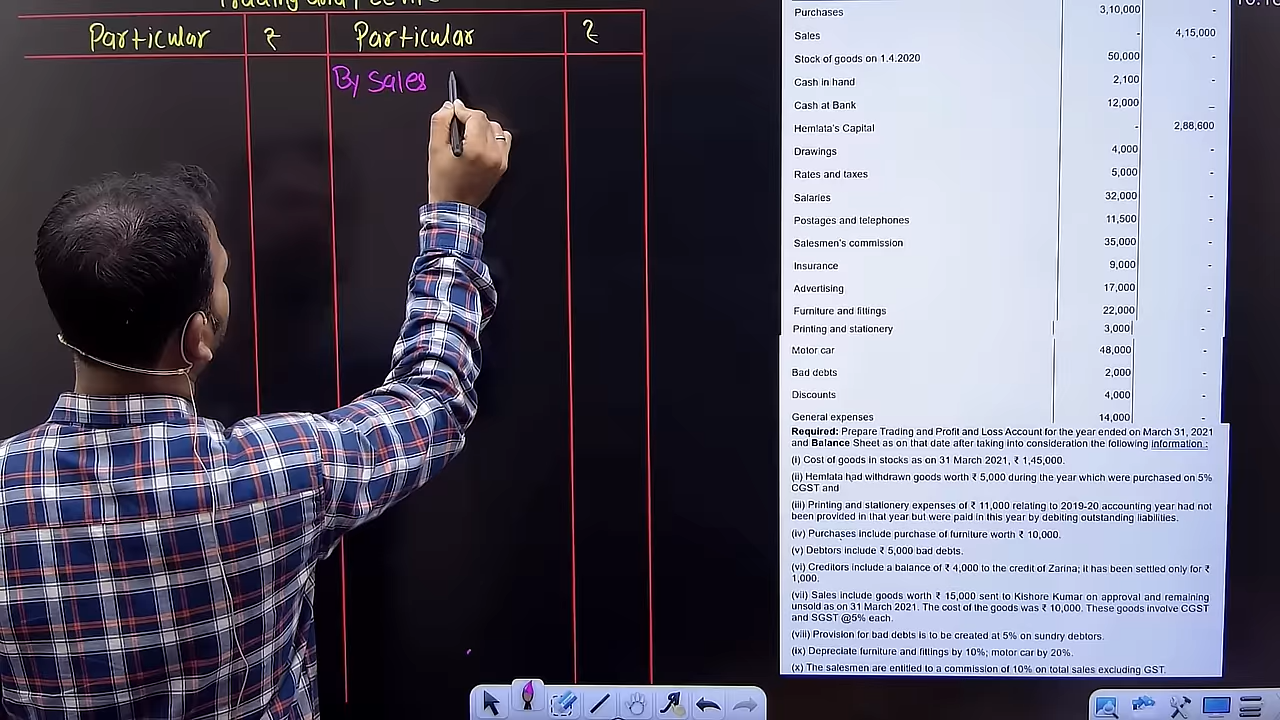 Particular ₹ Particular ₹
By Sales
Purchases 3,10,000 -
Sales - 4,15,000
Stock of goods on 1.4.2020 50,000 -
Cash in hand 2,100 -
Cash at Bank 12,000 _
Hemlata's Capital - 2,88,600
Drawings 4,000 -
Rates and taxes 5,000 -
Salaries 32,000 -
Postages and telephones 11,500 -
Salesmen's commission 35,000 -
Insurance 9,000 -
Advertising 17,000 -
Furniture and fittings 22,000 -
Printing and stationery 3,000 -
Motor car 48,000 -
Bad debts 2,000 -
Discounts 4,000 -
General expenses 14,000 -
Required: Prepare Trading and Profit and Loss Account for the year ended on March 31, 2021
and Balance Sheet as on that date after taking into consideration the following information :
(i) Cost of goods in stocks as on 31 March 2021, ₹ 1,45,000.
(ii) Hemlata had withdrawn goods worth ₹ 5,000 during the year which were purchased on 5%
CGST and
(iii) Printing and stationery expenses of ₹ 11,000 relating to 2019-20 accounting year had not
been provided in that year but were paid in this year by debiting outstanding liabilities.
(iv) Purchases include purchase of furniture worth ₹ 10,000.
(v) Debtors include ₹ 5,000 bad debts.
(vi) Creditors include a balance of ₹ 4,000 to the credit of Zarina; it has been settled only for ₹
1,000.
(vii) Sales include goods worth ₹ 15,000 sent to Kishore Kumar on approval and remaining
unsold as on 31 March 2021. The cost of the goods was ₹ 10,000. These goods involve CGST
and SGST @5% each.
(viii) Provision for bad debts is to be created at 5% on sundry debtors.
(ix) Depreciate furniture and fittings by 10%; motor car by 20%.
(x) The salesmen are entitled to a commission of 10% on total sales excluding GST.